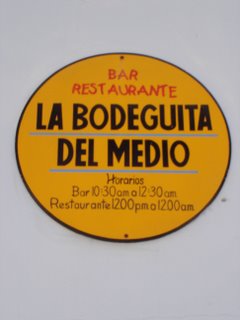 BAR
RESTAURANTE
LA BODEGUITA
DEL MEDIO
Horarios
Bar 10:30 am a 12:30 am.
Restaurante 12.00 p.m a 12.00 am.